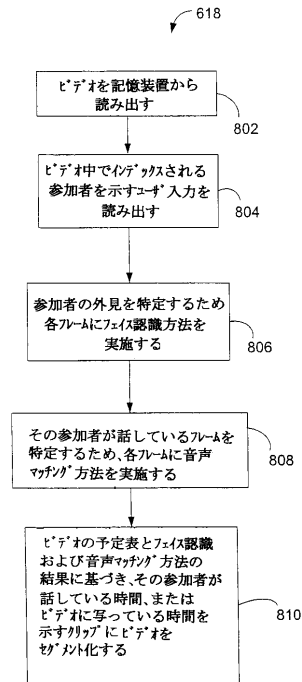 618
ビデオを記憶装置から
読み出す
802
ビデオ中でインデックスされる
参加者を示すユーザ入力を
読み出す
804
参加者の外見を特定するため
各フレームにフェイス認識方法を
実施する
806
その参加者が話しているフレームを
特定するため、各フレームに音声
マッチング方法を実施する
808
ビデオの予定表とフェイス認識
および音声マッチング方法の
結果に基づき、その参加者が
話している時間、または
ビデオに写っている時間を
示すクリップにビデオを
セグメント化する
810